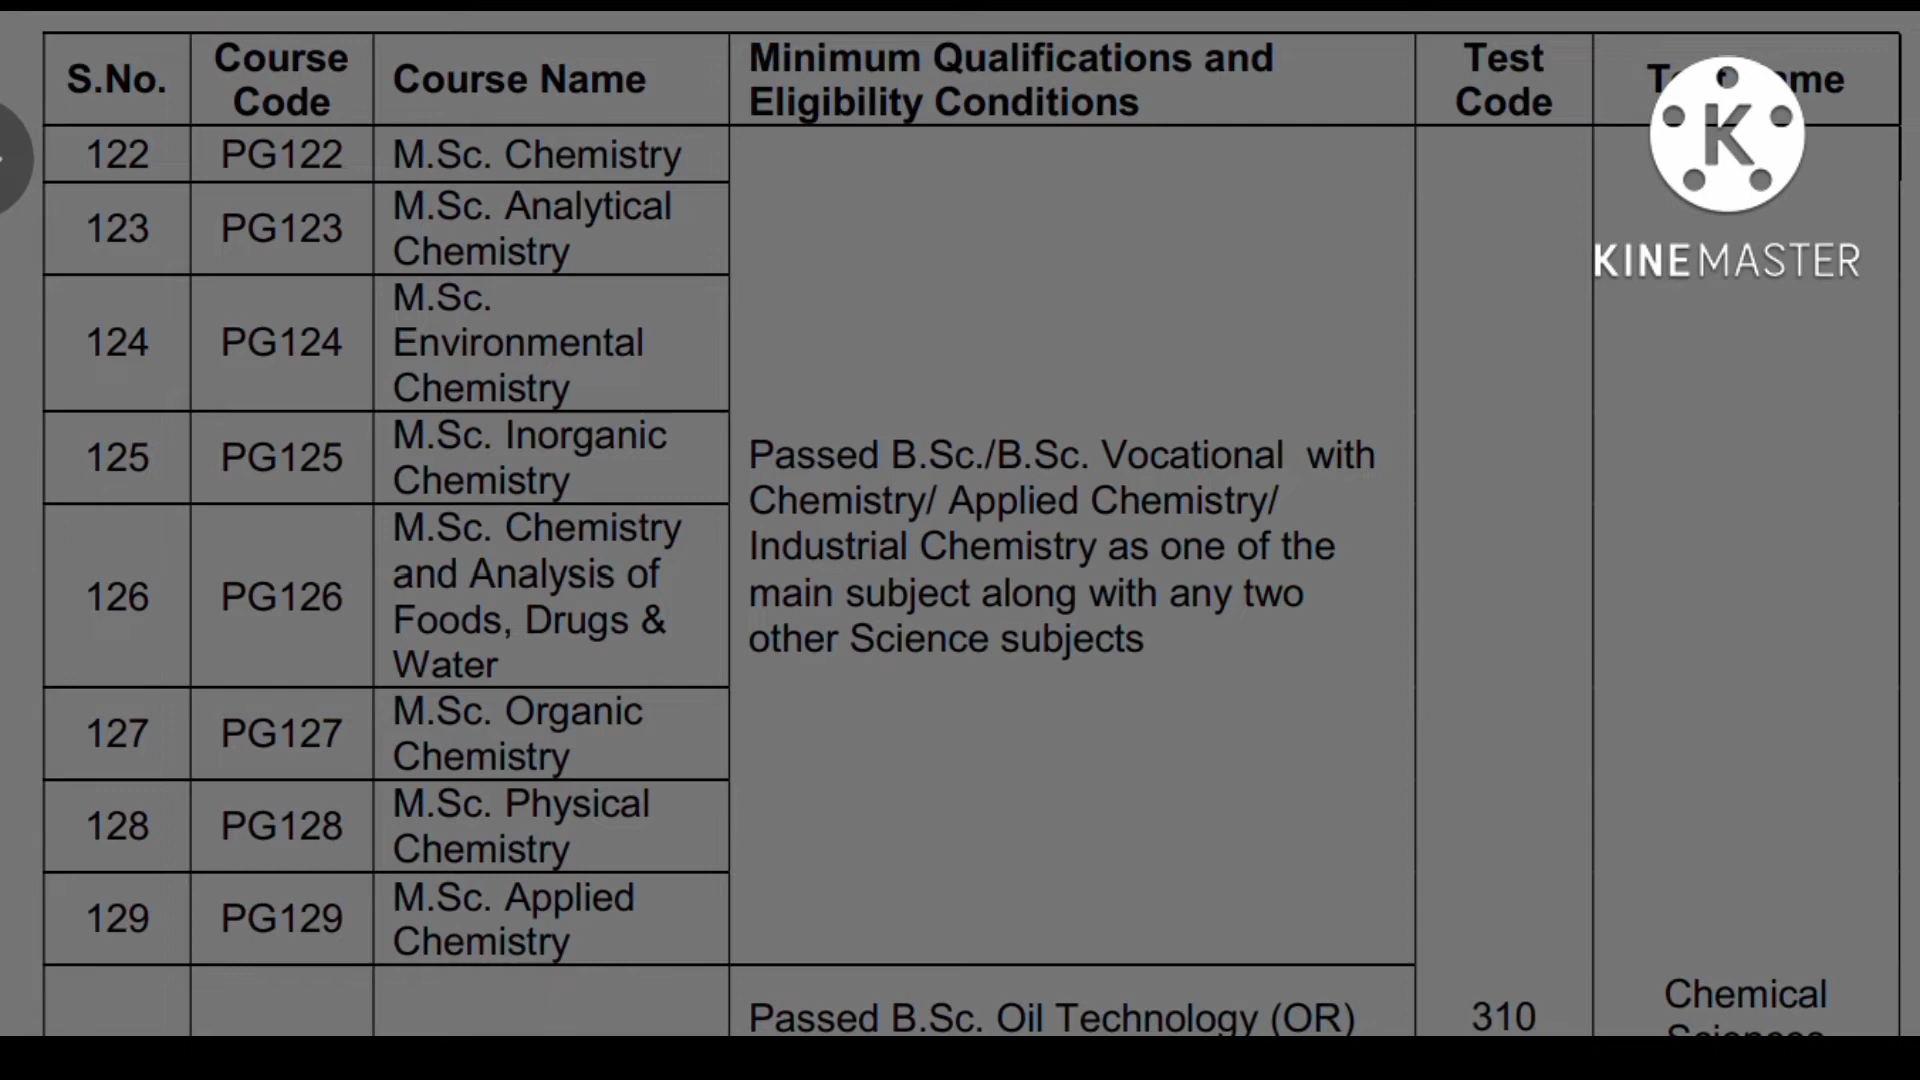 S.No.
Course
Code
Course Name
Minimum Qualifications and
Eligibility Conditions
Test
Code
122
PG122
M.Sc. Chemistry
123
PG123
M.Sc. Analytical
Chemistry
124
PG124
M.Sc.
Environmental
Chemistry
125
PG125
M.Sc. Inorganic
Chemistry
126
PG126
M.Sc. Chemistry
and Analysis of
Foods, Drugs &
Water
127
PG127
M.Sc. Organic
Chemistry
128
PG128
M.Sc. Physical
Chemistry
129
PG129
M.Sc. Applied
Chemistry
Passed B.Sc./B.Sc. Vocational with
Chemistry/ Applied Chemistry/
Industrial Chemistry as one of the
main subject along with any two
other Science subjects
Passed B.Sc. Oil Technology (OR)
310
Chemical
K
KINEMASTER